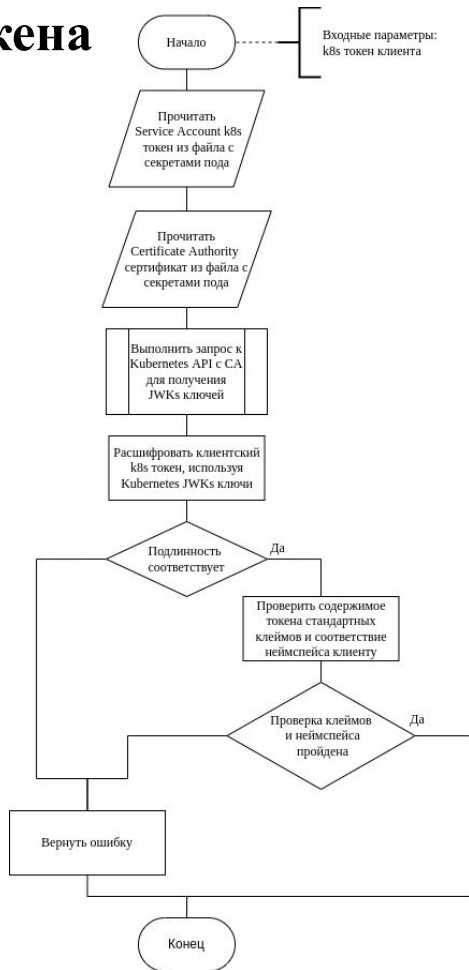 кена
Начало
Входные параметры:
k8s токен клиента
Прочитать
Service Account k8s
токен из файла с
секретами пода
Прочитать
Certificate Authority
сертификат из файла с
секретами пода
Выполнить запрос к
Kubernetes API с CA
для получения
JWKs ключей
Расшифровать клиентский
k8s токен, используя
Kubernetes JWKs ключи
Подлинность
соответствует
Да
Проверить содержимое
токена стандартных
клеймов и соответствие
неймспейса клиенту
Проверка клеймов
и неймспейса
пройдена
Да
Вернуть ошибку
Конец